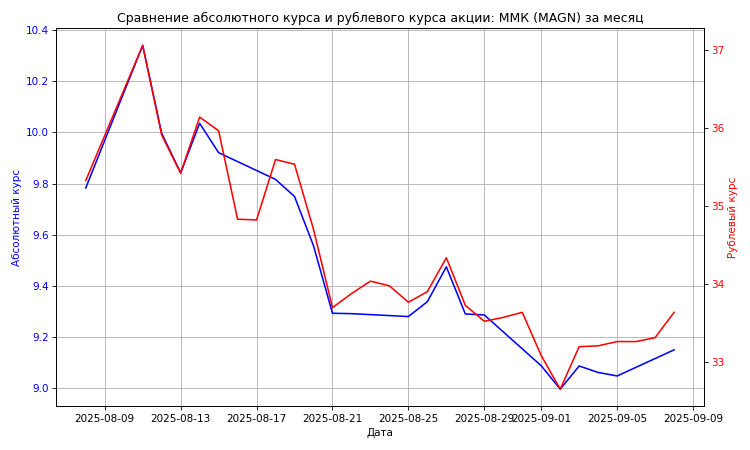 Сравнение абсолютного курса и рублевого курса акции: ММК (MAGN) за месяц
Абсолютный курс
10.4
10.2
10.0
9.8
9.6
9.4
9.2
9.0
37
36
35
34
33
Рублевый курс
2025-08-09 2025-08-13 2025-08-17 2025-08-21 2025-08-25 2025-08-29 2025-09-01 2025-09-05 2025-09-09
Дата